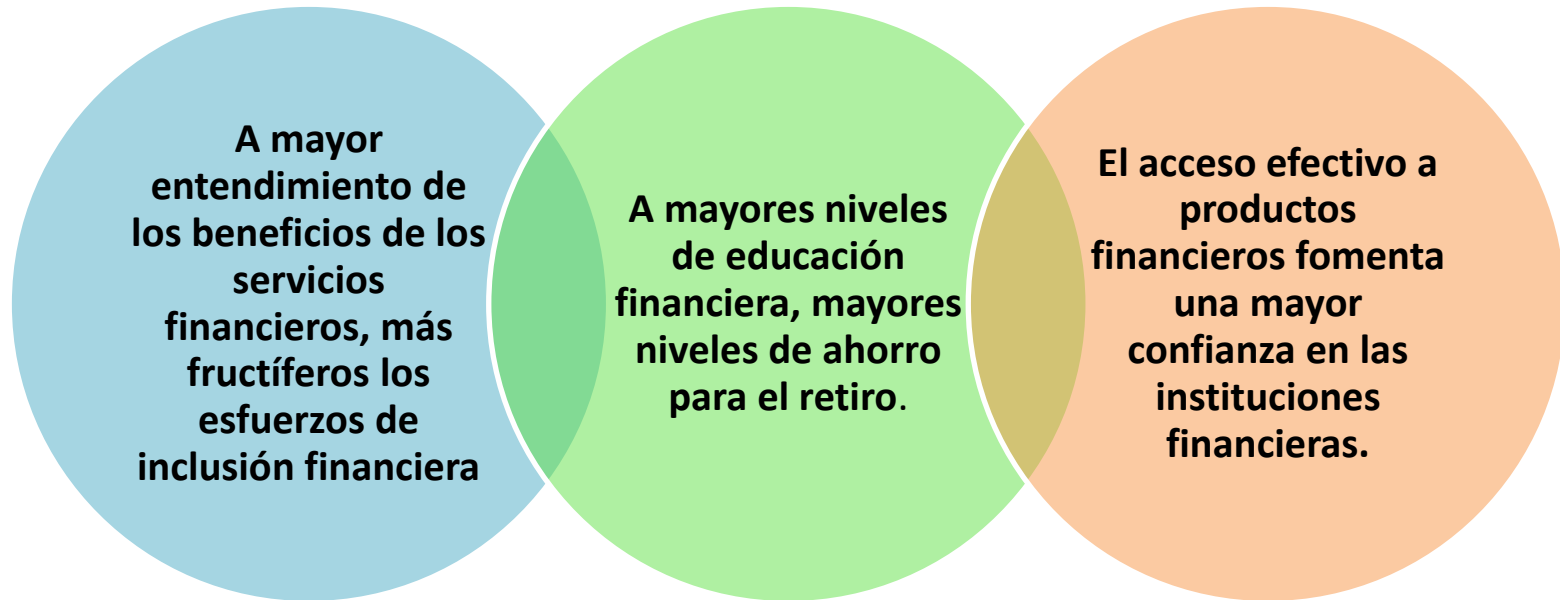 A mayor
entendimiento de
los beneficios de los
servicios
financieros, más
fructíferos los
esfuerzos de
inclusión financiera
A mayores niveles
de educación
financiera, mayores
niveles de ahorro
para el retiro.
El acceso efectivo a
productos
financieros fomenta
una mayor
confianza en las
instituciones
financieras.